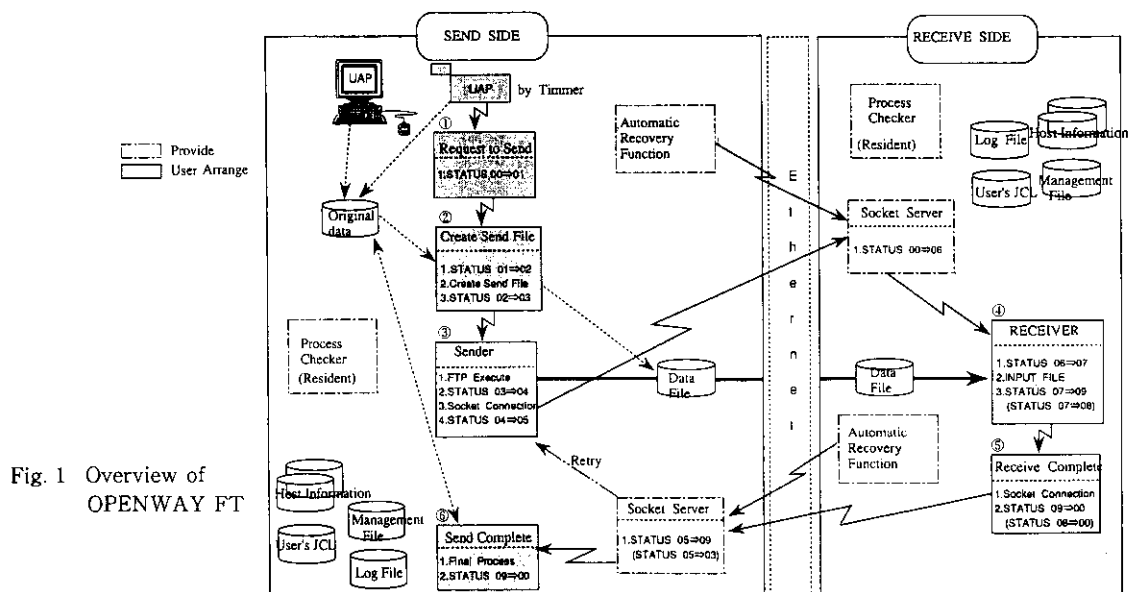 SEND SIDE
RECEIVE SIDE
UAP
UAP
by Timmer
Provide
User Arrange
①
Request to Send
1.STATUS 00⇒01
Original
data
②
Create Send File
1.STATUS 01⇒02
2.Create Send File
3.STATUS 02⇒03
③
Sender
1.FTP Execute
2.STATUS 03⇒04
3.Socket Connection
4.STATUS 04⇒05
Process
Checker
(Resident)
Automatic
Recovery
Function
Data
File
Retry
Host Information
Management
File
User's JCL
Log File
⑥
Send Complete
1.Final Process
2.STATUS 09⇒00
Socket Server
1.STATUS 05⇒09
(STATUS 05⇒03)
Ethernet
Process
Checker
(Resident)
Log File
Host Information
User's JCL
Management
File
Socket Server
1.STATUS 00⇒06
④
RECEIVER
1.STATUS 06⇒07
2.INPUT FILE
3.STATUS 07⇒09
(STATUS 07⇒08)
Data
File
Automatic
Recovery
Function
⑤
Receive Complete
1.Socket Connection
2.STATUS 09⇒00
(STATUS 08⇒00)
Fig. 1 Overview of
OPENWAY FT